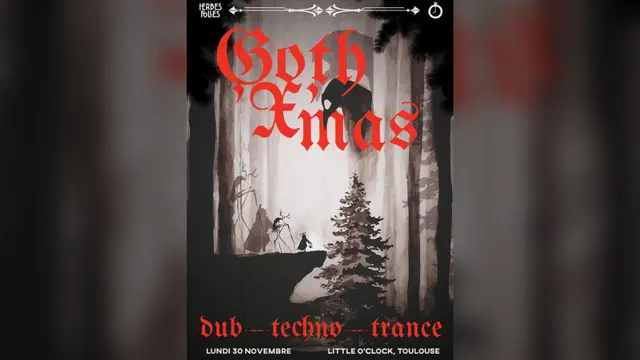 HERBES
FOLLES
Goth
Xmas
dub — techno — trance
LUNDI 30 NOVEMBRE
LITTLE O'CLOCK, TOULOUSE